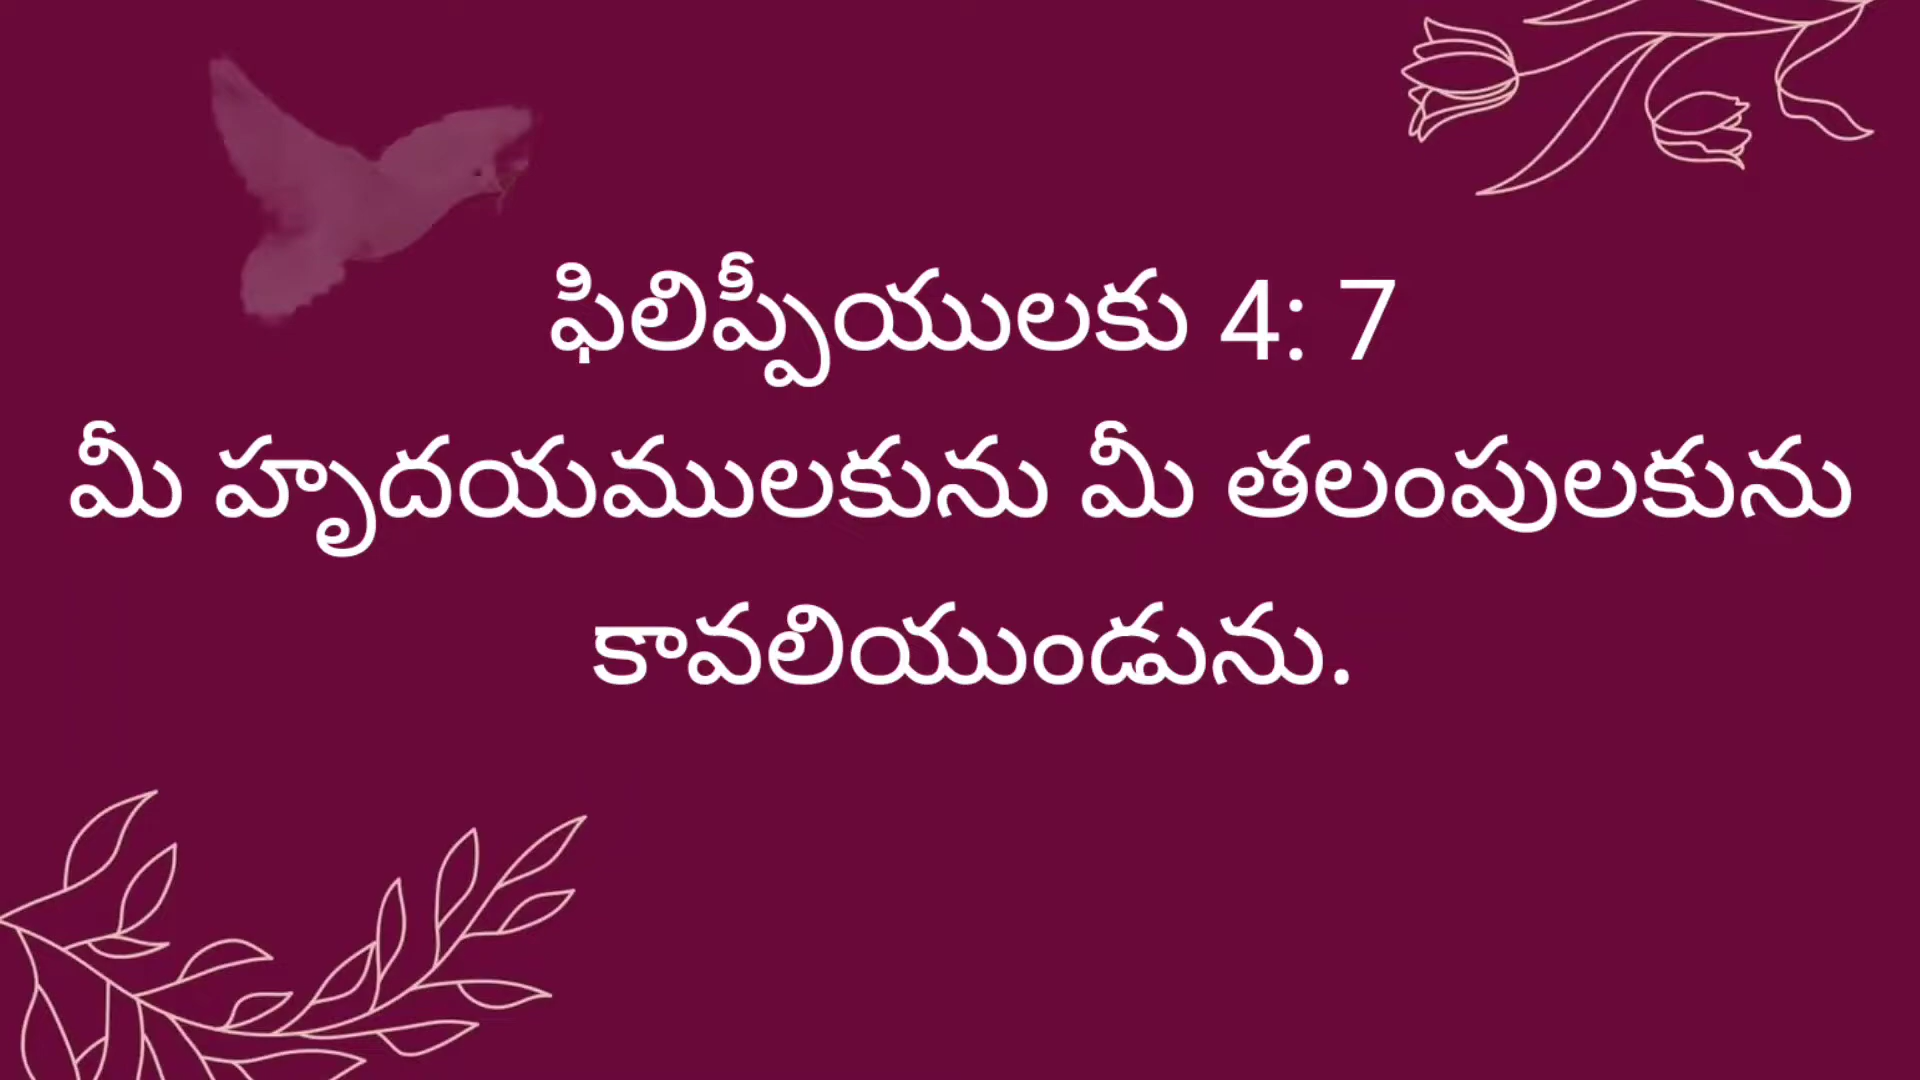 ఫిలిప్పీయులకు 4: 7
మీ హృదయములకును మీ తలంపులకును
కావలియుండును.